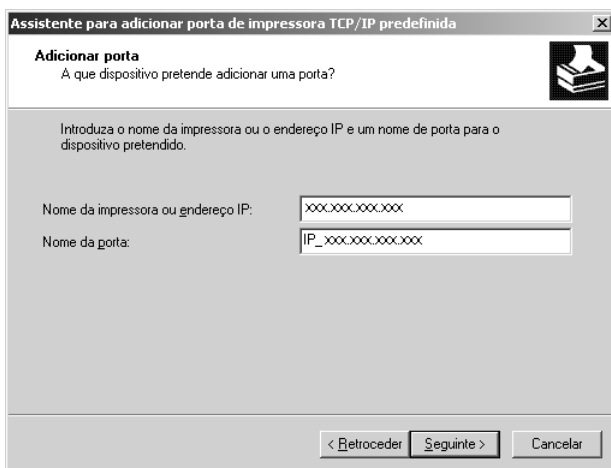 Assistente para adicionar porta de impressora TCP/IP predefinida
Adicionar porta
A que dispositivo pretende adicionar uma porta?
Introduza o nome da impressora ou o endereço IP e um nome de porta para o
dispositivo pretendido.
Nome da impressora ou endereço IP: xxx.xxx.xxx.xxx
Nome da porta: IP_xxx.xxx.xxx.xxx
< Retroceder Seguinte > Cancelar